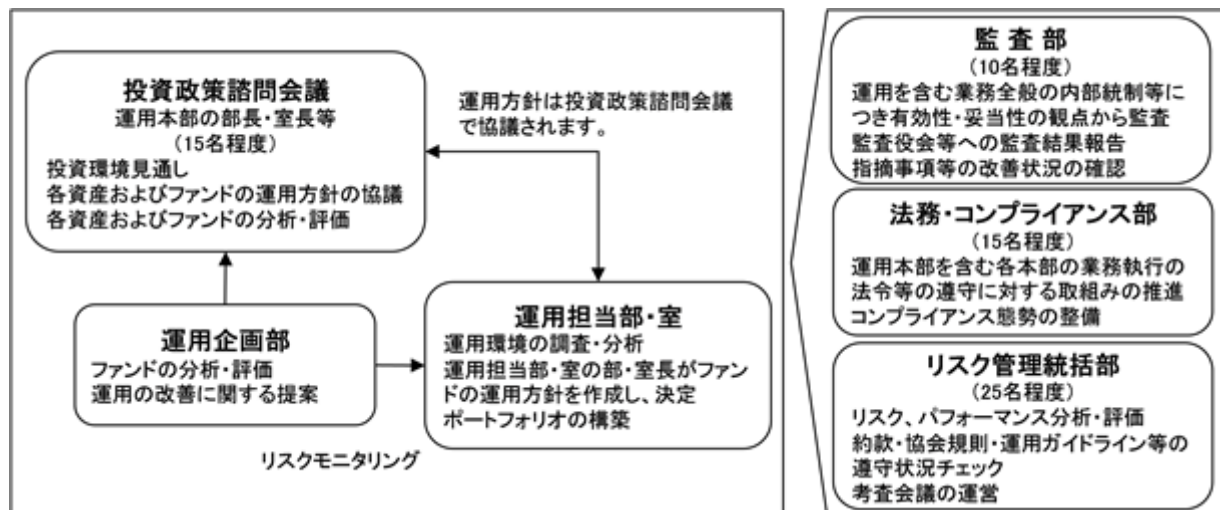 投資政策諮問会議
運用本部の部長・室長等
(15名程度)
投資環境見通し
各資産およびファンドの運用方針の協議
各資産およびファンドの分析・評価
運用方針は投資政策諮問会議
で協議されます。
運用企画部
ファンドの分析・評価
運用の改善に関する提案
運用担当部・室
運用環境の調査・分析
運用担当部・室の部・室長がファン
ドの運用方針を作成し、決定
ポートフォリオの構築
リスクモニタリング
監 査 部
(10名程度)
運用を含む業務全般の内部統制等に
つき有効性・妥当性の観点から監査
監査役会等への監査結果報告
指摘事項等の改善状況の確認
法務・コンプライアンス部
(15名程度)
運用本部を含む各本部の業務執行の
法令等の遵守に対する取組みの推進
コンプライアンス態勢の整備
リスク管理統括部
(25名程度)
リスク、パフォーマンス分析・評価
約款・協会規則・運用ガイドライン等の
遵守状況チェック
考査会議の運営